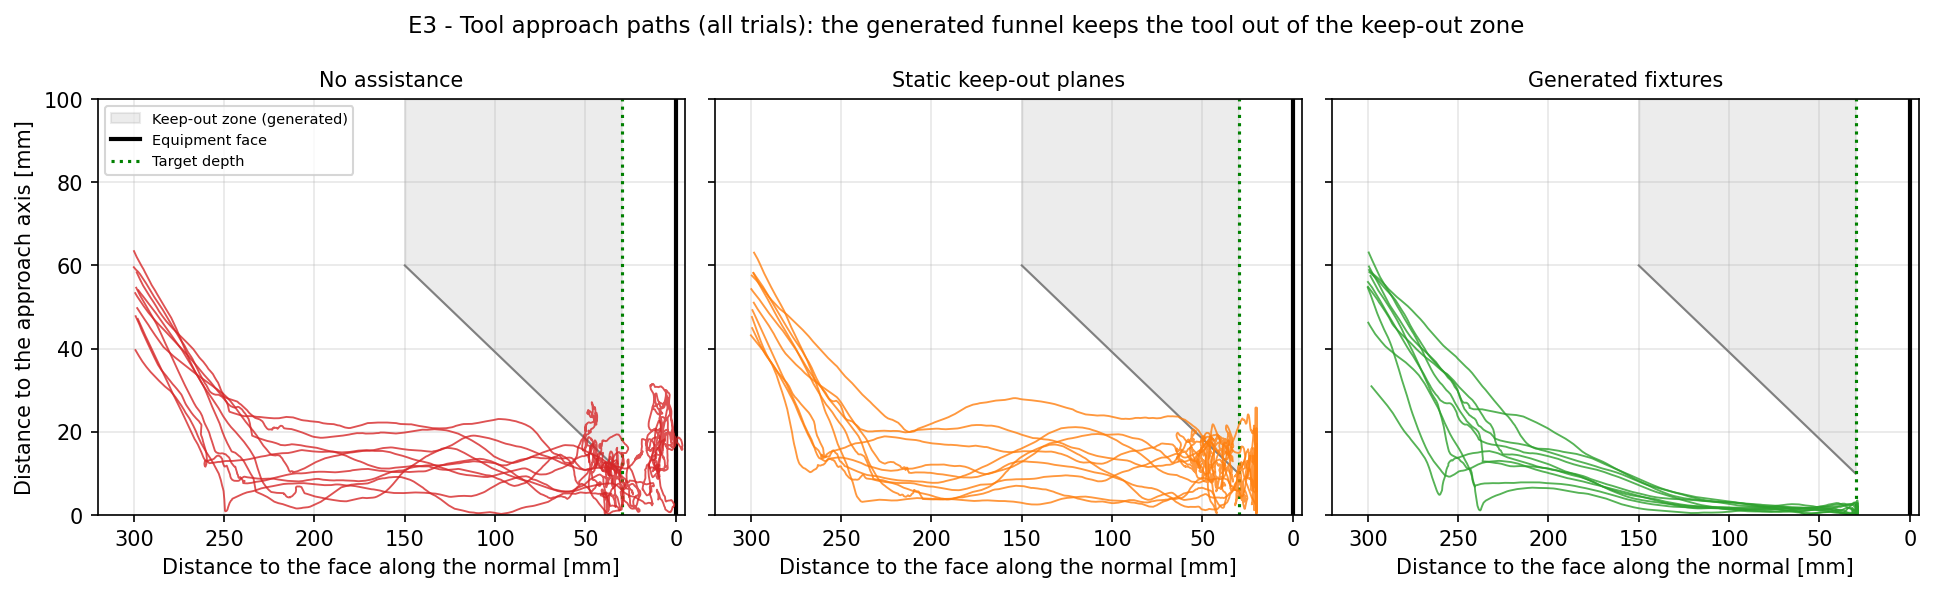 E3 - Tool approach paths (all trials): the generated funnel keeps the tool out of the keep-out zone
No assistance
Static keep-out planes
Generated fixtures
Distance to the approach axis [mm]
100
80
60
40
20
0
Keep-out zone (generated)
Equipment face
Target depth
300 250 200 150 100 50 0
300 250 200 150 100 50 0
300 250 200 150 100 50 0
Distance to the face along the normal [mm]
Distance to the face along the normal [mm]
Distance to the face along the normal [mm]